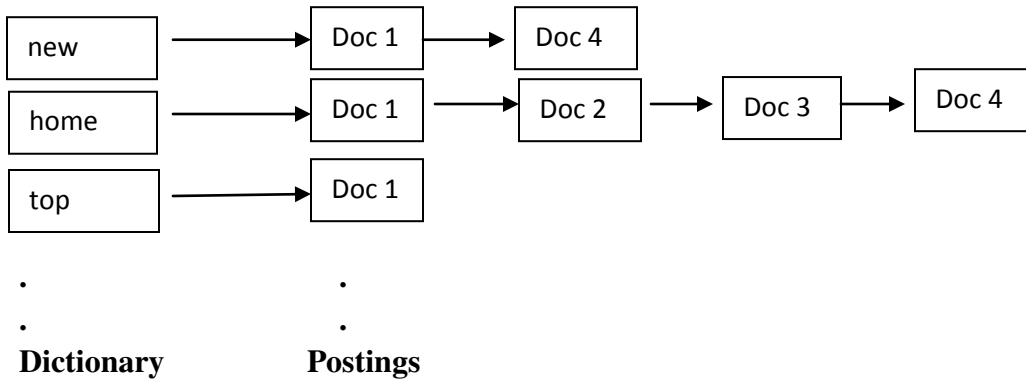 new Doc 1 Doc 4
home Doc 1 Doc 2 Doc 3 Doc 4
top Doc 1
. .
. .
Dictionary Postings